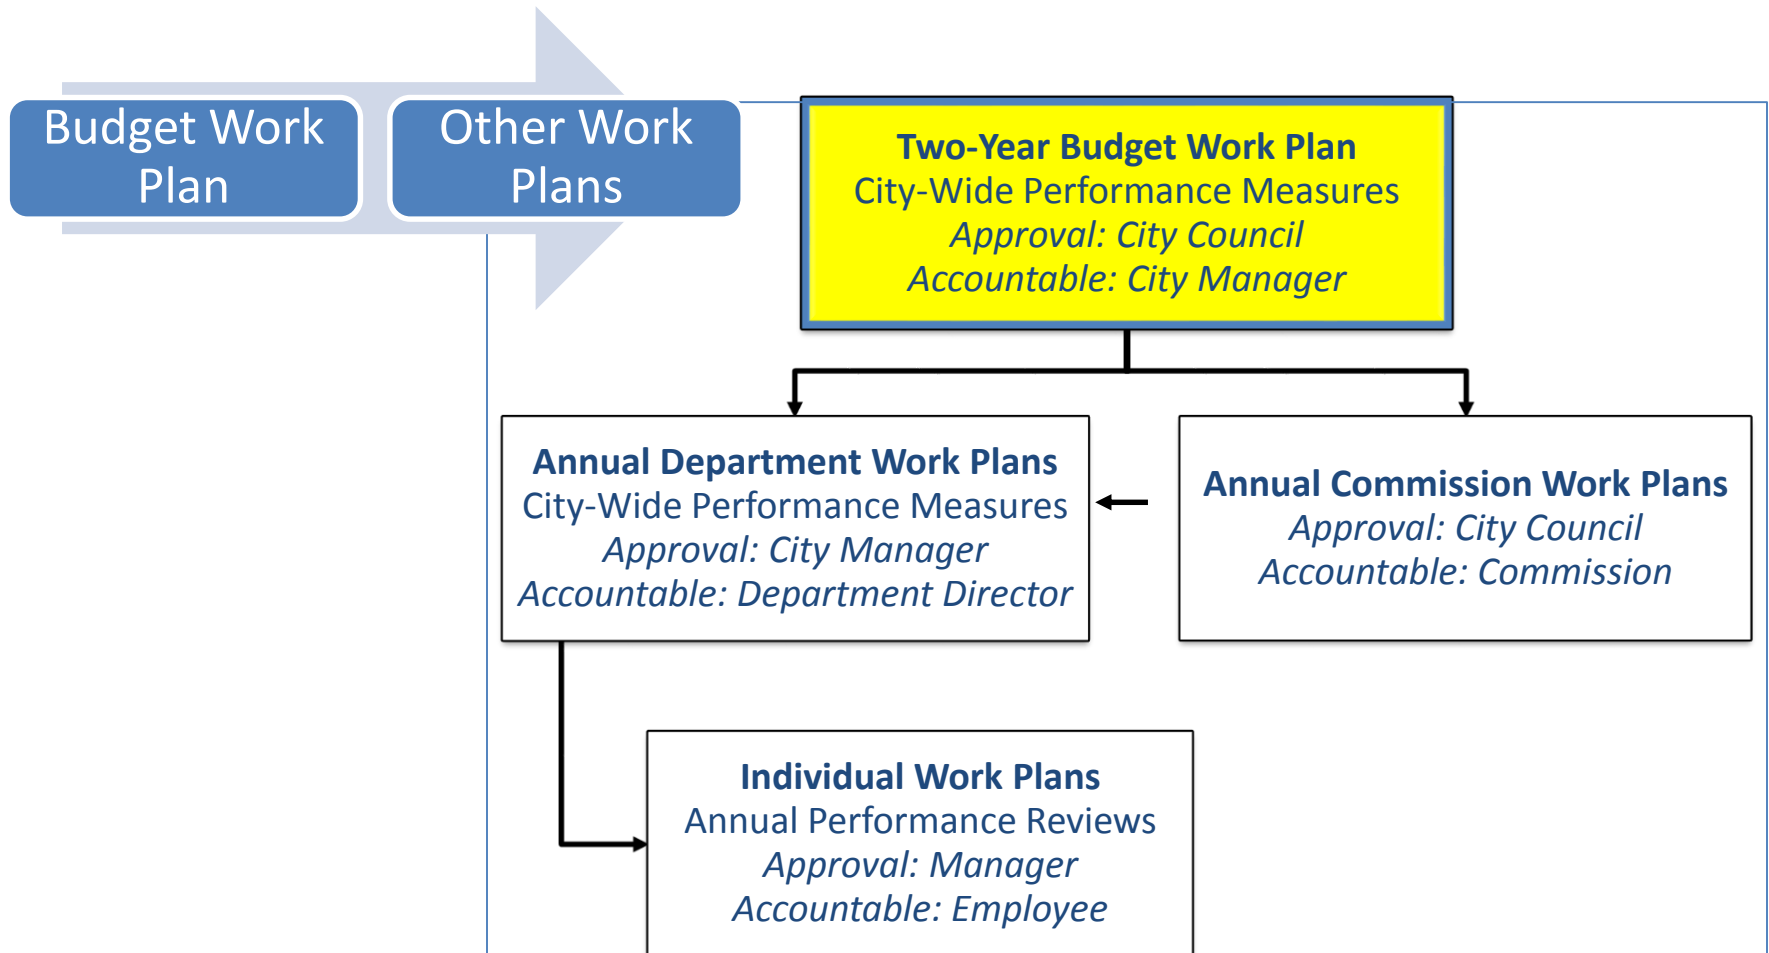 Budget Work
Plan
Other Work
Plans
Two-Year Budget Work Plan
City-Wide Performance Measures
Approval: City Council
Accountable: City Manager
Annual Department Work Plans
City-Wide Performance Measures
Approval: City Manager
Accountable: Department Director
Annual Commission Work Plans
Approval: City Council
Accountable: Commission
Individual Work Plans
Annual Performance Reviews
Approval: Manager
Accountable: Employee